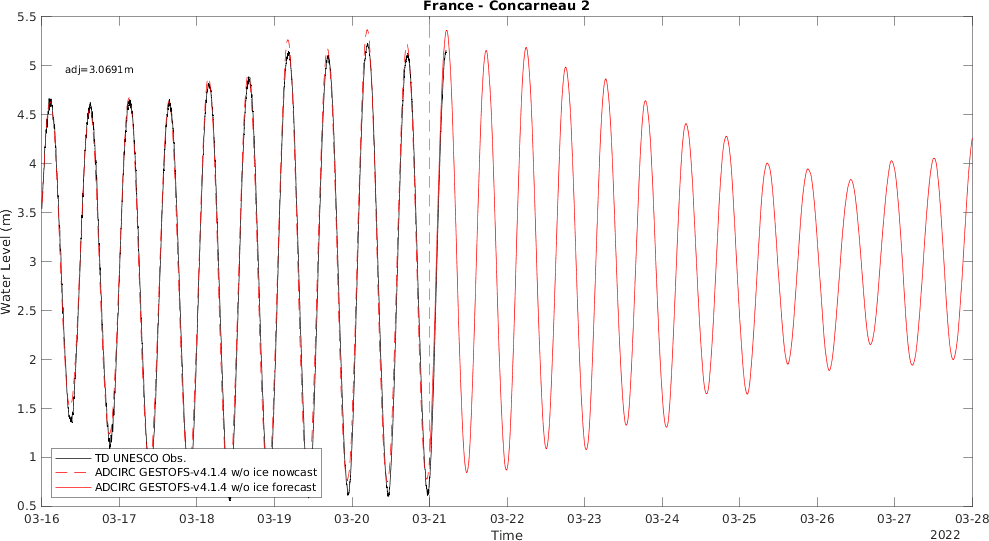 France - Concarneau 2
5.5
5
4.5
4
3.5
3
2.5
2
1.5
1
0.5
Water Level (m)
adj=3.0691m
TD UNESCO Obs.
ADCIRC GESTOFS-v4.1.4 w/o ice nowcast
ADCIRC GESTOFS-v4.1.4 w/o ice forecast
03-16 03-17 03-18 03-19 03-20 03-21 03-22 03-23 03-24 03-25 03-26 03-27 03-28
Time
2022